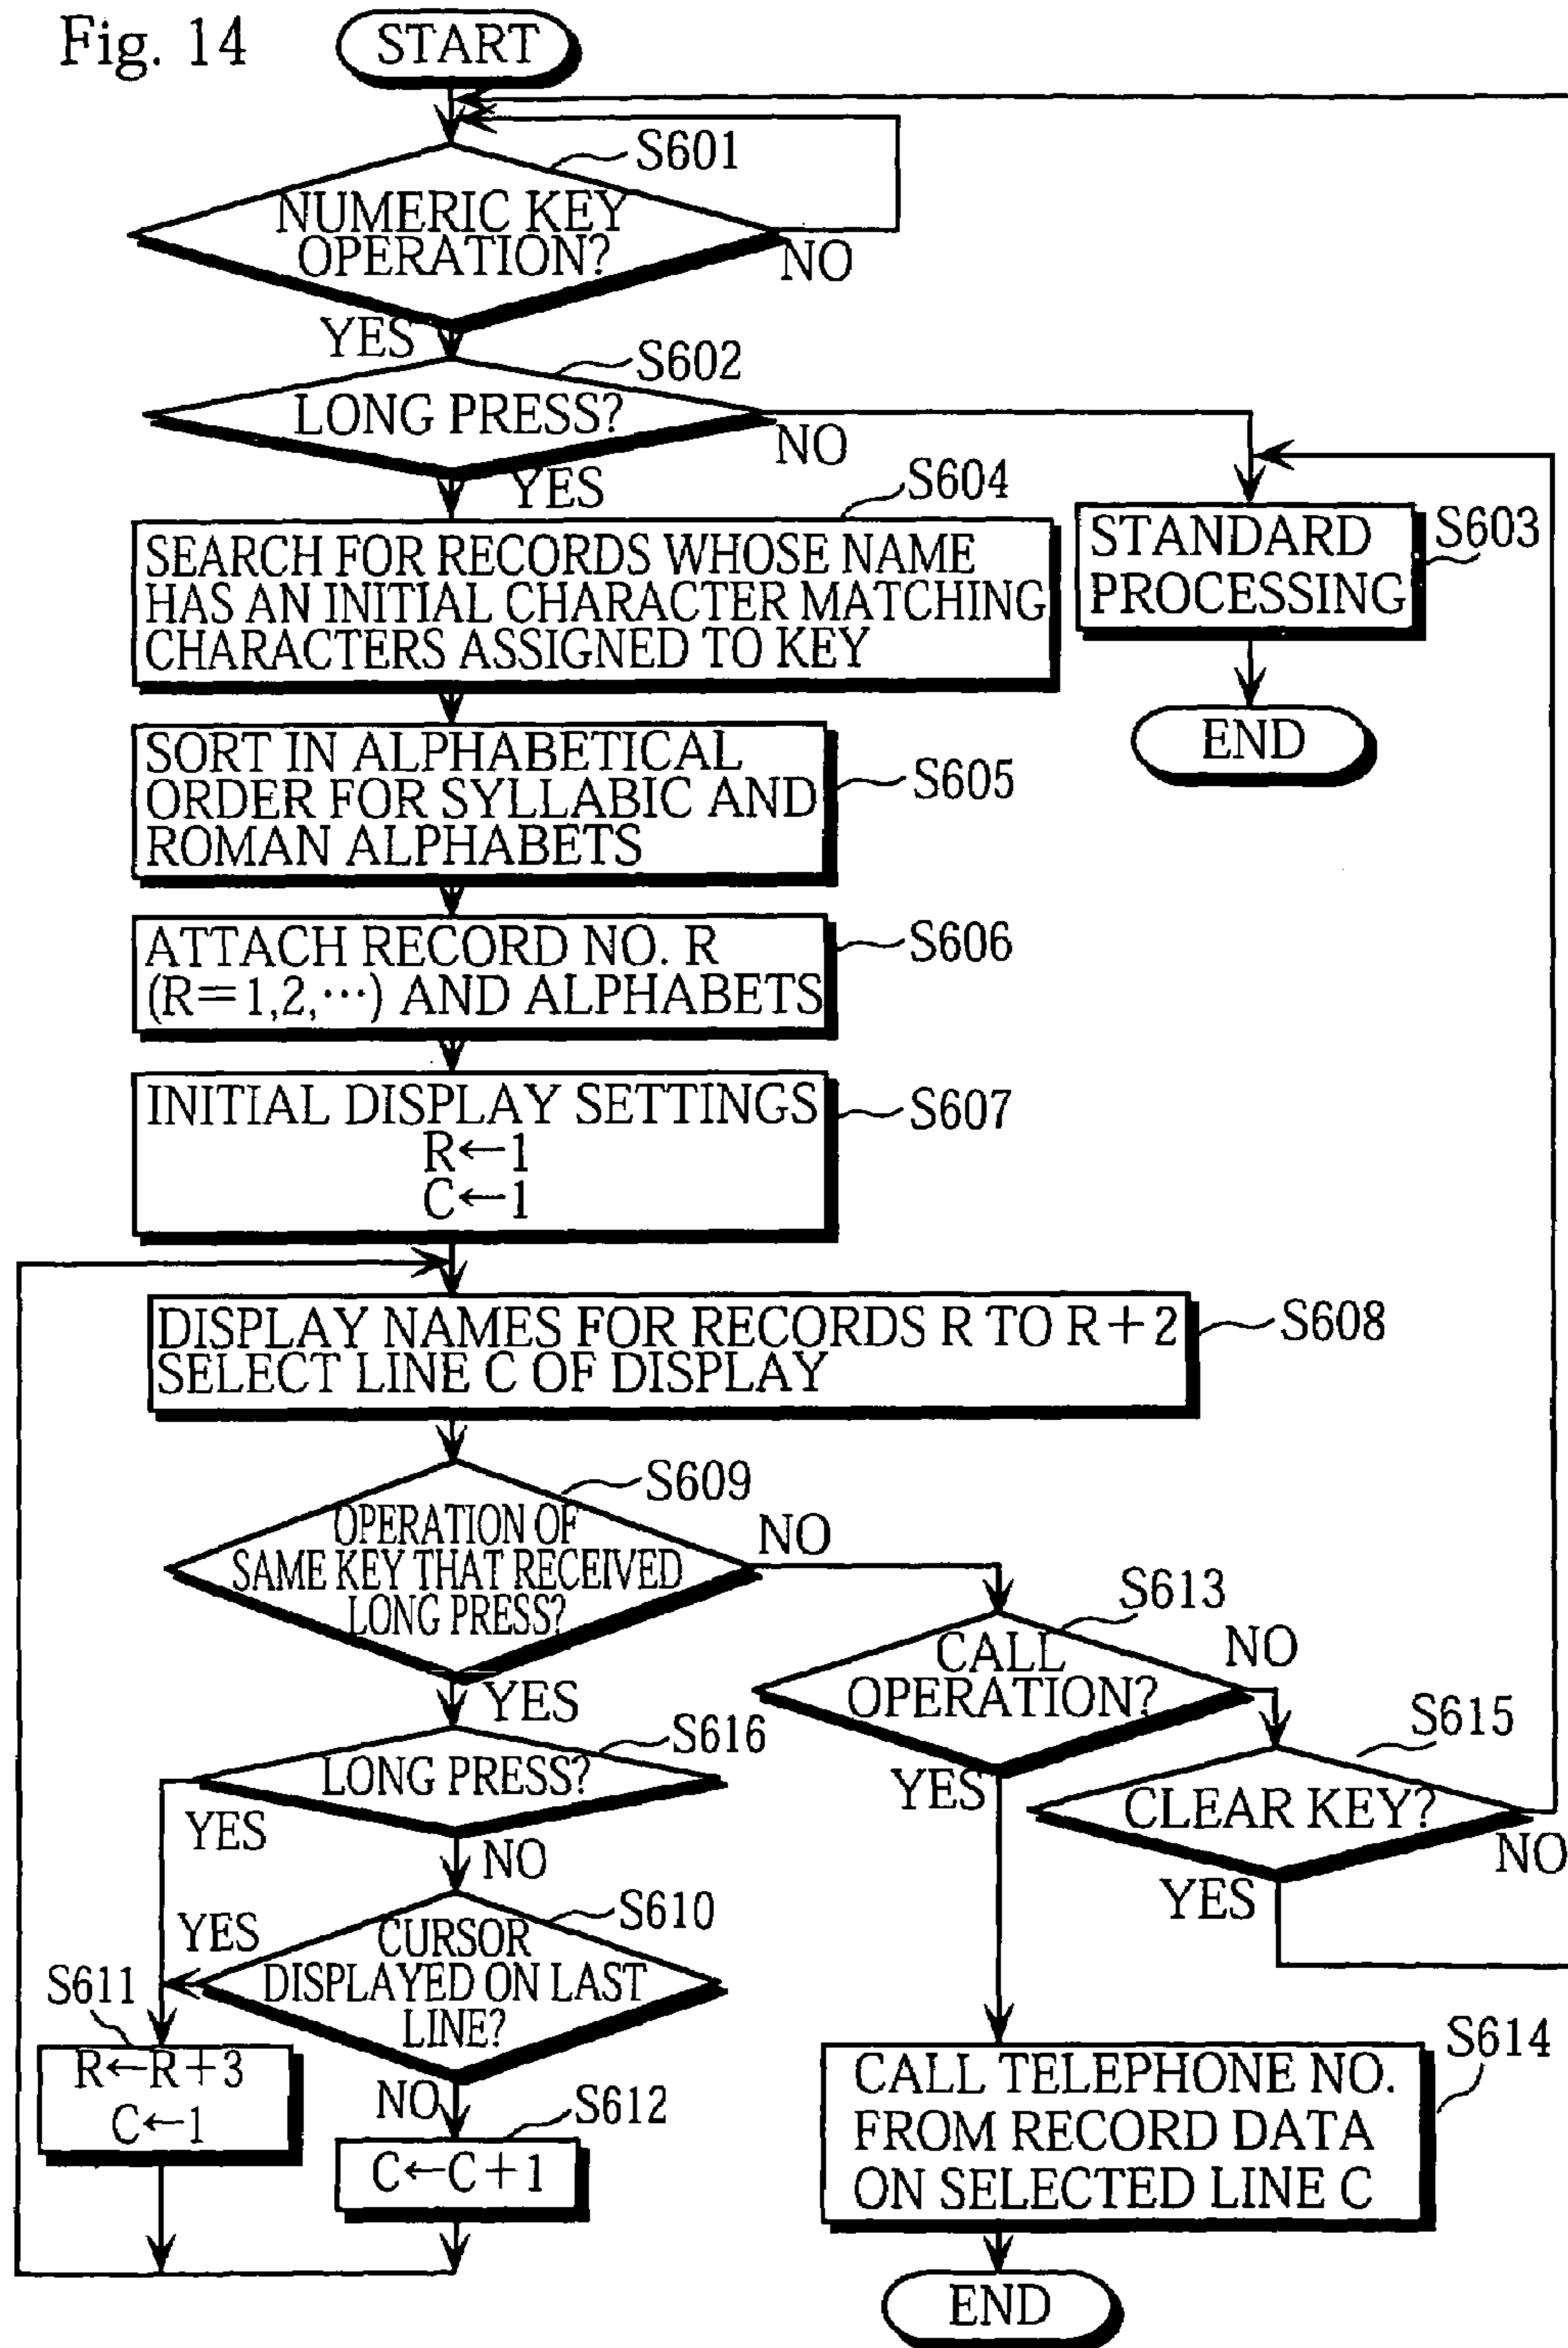 Fig. 14
START
S601
NUMERIC KEY
OPERATION?
NO
YES
S602
LONG PRESS?
NO
YES
S604
SEARCH FOR RECORDS WHOSE NAME
HAS AN INITIAL CHARACTER MATCHING
CHARACTERS ASSIGNED TO KEY
STANDARD
PROCESSING
S603
END
SORT IN ALPHABETICAL
ORDER FOR SYLLABIC AND
ROMAN ALPHABETS
S605
ATTACH RECORD NO. R
(R=1,2,…) AND ALPHABETS
S606
INITIAL DISPLAY SETTINGS
R←1
C←1
S607
DISPLAY NAMES FOR RECORDS R TO R+2
SELECT LINE C OF DISPLAY
S608
S609
OPERATION OF
SAME KEY THAT RECEIVED
LONG PRESS?
NO
YES
S613
CALL
OPERATION?
NO
YES
S615
CLEAR KEY?
NO
YES
S616
LONG PRESS?
YES
NO
S610
CURSOR
DISPLAYED ON LAST
LINE?
YES
NO
S611
R←R+3
C←1
S612
C←C+1
S614
CALL TELEPHONE NO.
FROM RECORD DATA
ON SELECTED LINE C
END